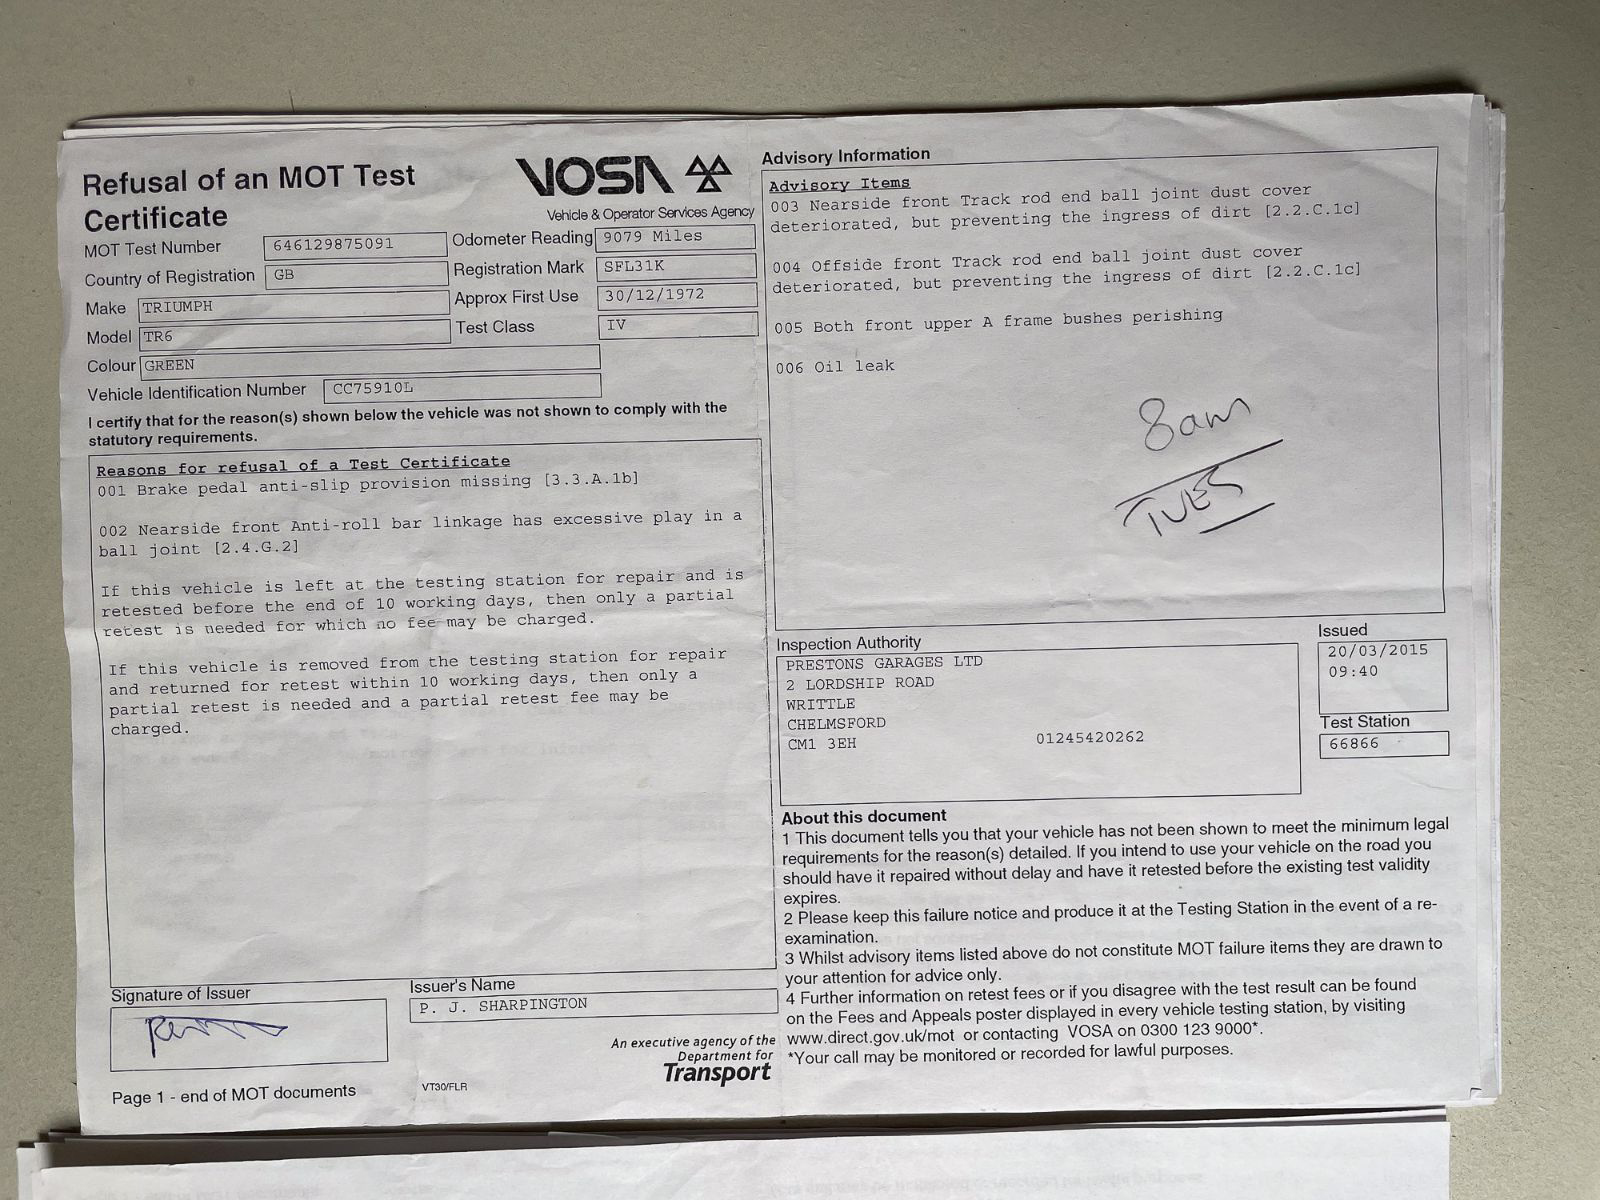 Refusal of an MOT Test
Certificate
VOSA
Vehicle & Operator Services Agency
MOT Test Number 646129875091
Odometer Reading 9079 Miles
Country of Registration GB
Registration Mark SFL31K
Make TRIUMPH
Approx First Use 30/12/1972
Model TR6
Test Class IV
Colour GREEN
Vehicle Identification Number CC75910L
I certify that for the reason(s) shown below the vehicle was not shown to comply with the
statutory requirements.
Reasons for refusal of a Test Certificate
001 Brake pedal anti-slip provision missing [3.3.A.1b]
002 Nearside front Anti-roll bar linkage has excessive play in a
ball joint [2.4.G.2]
If this vehicle is left at the testing station for repair and is
retested before the end of 10 working days, then only a partial
retest is needed for which no fee may be charged.
If this vehicle is removed from the testing station for repair
and returned for retest within 10 working days, then only a
partial retest is needed and a partial retest fee may be
charged.
Signature of Issuer
Issuer's Name
P. J. SHARPINGTON
An executive agency of the
Department for
Transport
Page 1 - end of MOT documents
VT30/FLR
Advisory Information
Advisory Items
003 Nearside front Track rod end ball joint dust cover
deteriorated, but preventing the ingress of dirt [2.2.C.1c]
004 Offside front Track rod end ball joint dust cover
deteriorated, but preventing the ingress of dirt [2.2.C.1c]
005 Both front upper A frame bushes perishing
006 Oil leak
8am
TUES
Inspection Authority
PRESTONS GARAGES LTD
2 LORDSHIP ROAD
WRITTLE
CHELMSFORD
CM1 3EH 01245420262
Issued
20/03/2015
09:40
Test Station
66866
About this document
1 This document tells you that your vehicle has not been shown to meet the minimum legal
requirements for the reason(s) detailed. If you intend to use your vehicle on the road you
should have it repaired without delay and have it retested before the existing test validity
expires.
2 Please keep this failure notice and produce it at the Testing Station in the event of a re-
examination.
3 Whilst advisory items listed above do not constitute MOT failure items they are drawn to
your attention for advice only.
4 Further information on retest fees or if you disagree with the test result can be found
on the Fees and Appeals poster displayed in every vehicle testing station, by visiting
www.direct.gov.uk/mot or contacting VOSA on 0300 123 9000*.
*Your call may be monitored or recorded for lawful purposes.